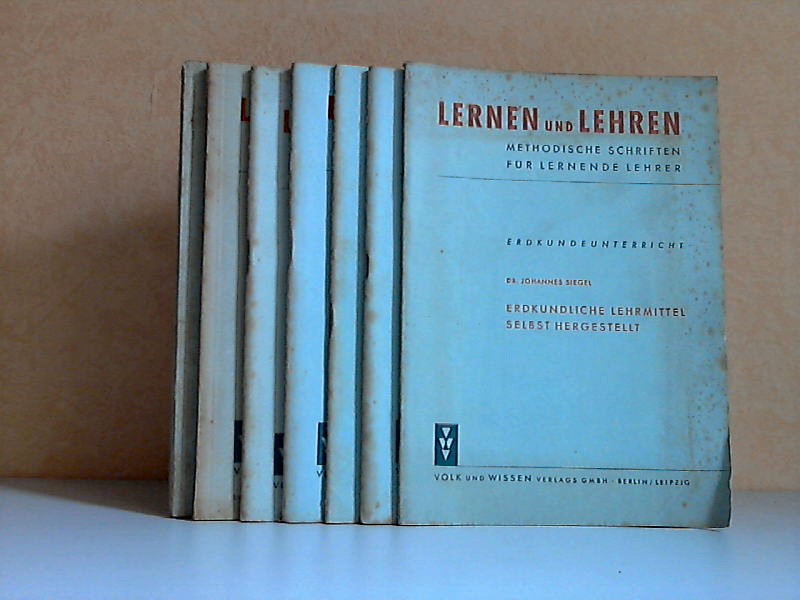 LERNEN UND LEHREN
METHODISCHE SCHRIFTEN
FÜR LERNENDE LEHRER
ERDKUNDEUNTERRICHT
DR. JOHANNES SIEGEL
ERDKUNDLICHE LEHRMITTEL
SELBST HERGESTELLT
VOLK UND WISSEN VERLAGS GMBH · BERLIN/LEIPZIG